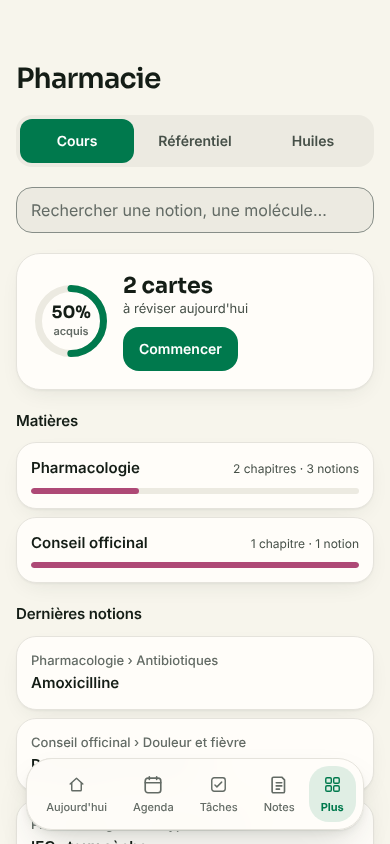 Pharmacie
Cours
Référentiel
Huiles
Rechercher une notion, une molécule…
50%
acquis
2 cartes
à réviser aujourd'hui
Commencer
Matières
Pharmacologie
2 chapitres · 3 notions
Conseil officinal
1 chapitre · 1 notion
Dernières notions
Pharmacologie › Antibiotiques
Amoxicilline
Conseil officinal › Douleur et fièvre
Aujourd'hui
Agenda
Tâches
Notes
Plus